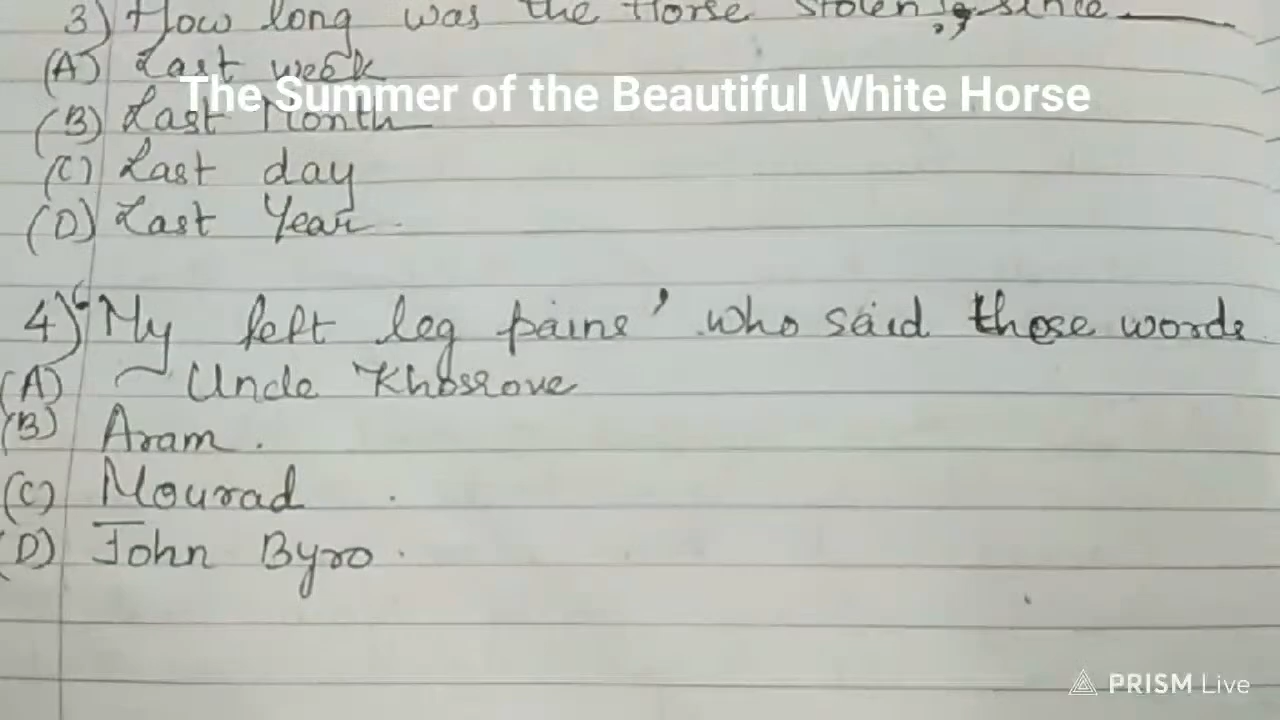 3) How long was the Horse stolen, since
(A) Last week
The Summer of the Beautiful White Horse
(B) Last Month
(C) Last day
(D) Last Year.
4) ‘My left leg pains’ who said these words.
(A) Uncle Khosrove
(B) Aram.
(C) Mourad.
(D) John Byro.
PRISM Live